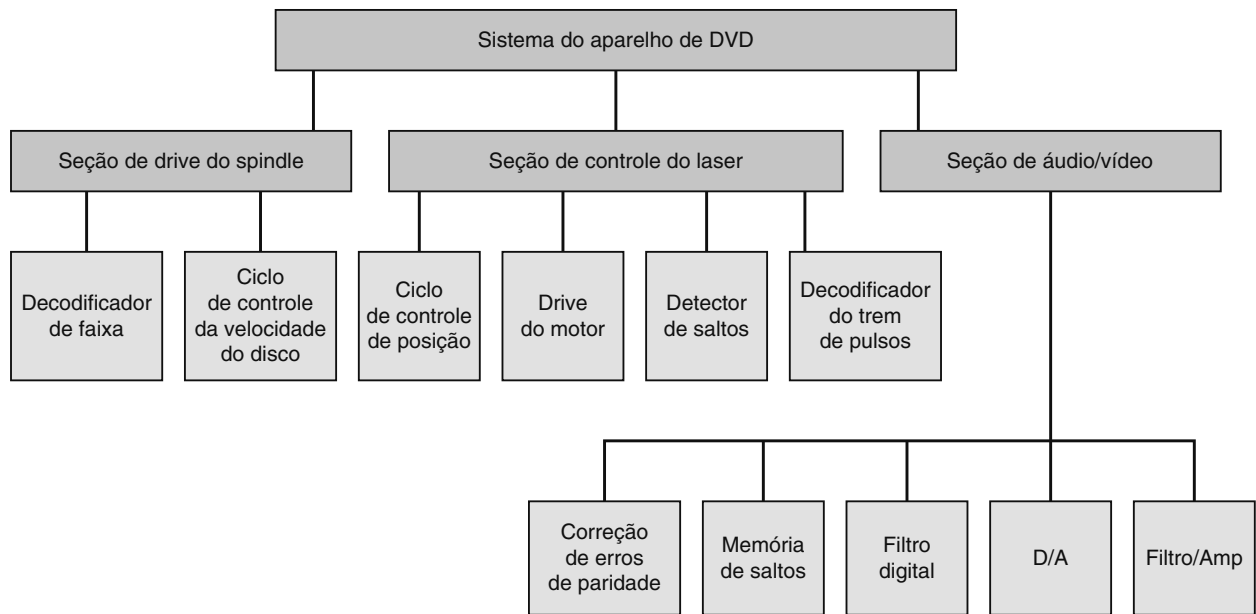 Sistema do aparelho de DVD
Seção de drive do spindle
Seção de controle do laser
Seção de áudio/vídeo
Decodificador
de faixa
Ciclo
de controle
da velocidade
do disco
Ciclo
de controle
de posição
Drive
do motor
Detector
de saltos
Decodificador
do trem
de pulsos
Correção
de erros
de paridade
Memória
de saltos
Filtro
digital
D/A
Filtro/Amp